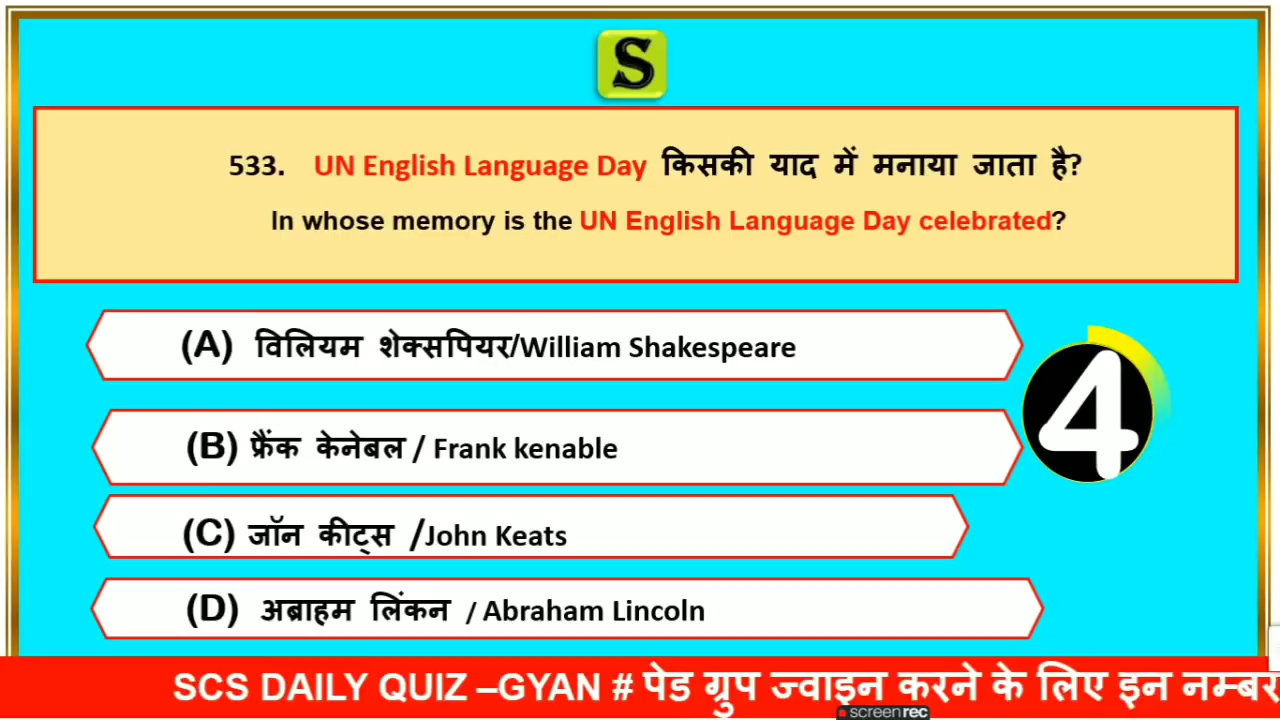 S
533. UN English Language Day किसकी याद में मनाया जाता है?
In whose memory is the UN English Language Day celebrated?
(A) विलियम शेक्सपियर/William Shakespeare
4
(B) फ्रैंक केनेबल / Frank kenable
(C) जॉन कीट्स /John Keats
(D) अब्राहम लिंकन / Abraham Lincoln
SCS DAILY QUIZ –GYAN # पेड ग्रुप ज्वाइन करने के लिए इन नम्बर
screenrec